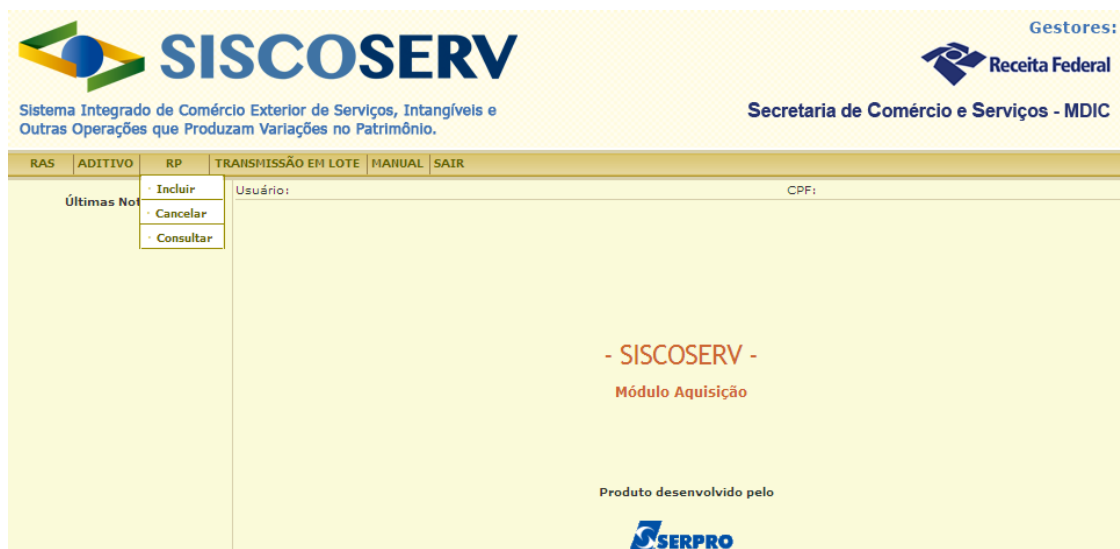 SISCOSERV
Sistema Integrado de Comércio Exterior de Serviços, Intangíveis e
Outras Operações que Produzam Variações no Patrimônio.
Gestores:
Receita Federal
Secretaria de Comércio e Serviços - MDIC
RAS ADITIVO RP TRANSMISSÃO EM LOTE MANUAL SAIR
Incluir
Cancelar
Consultar
Últimas Not
Usuário: CPF:
- SISCOSERV -
Módulo Aquisição
Produto desenvolvido pelo
SERPRO